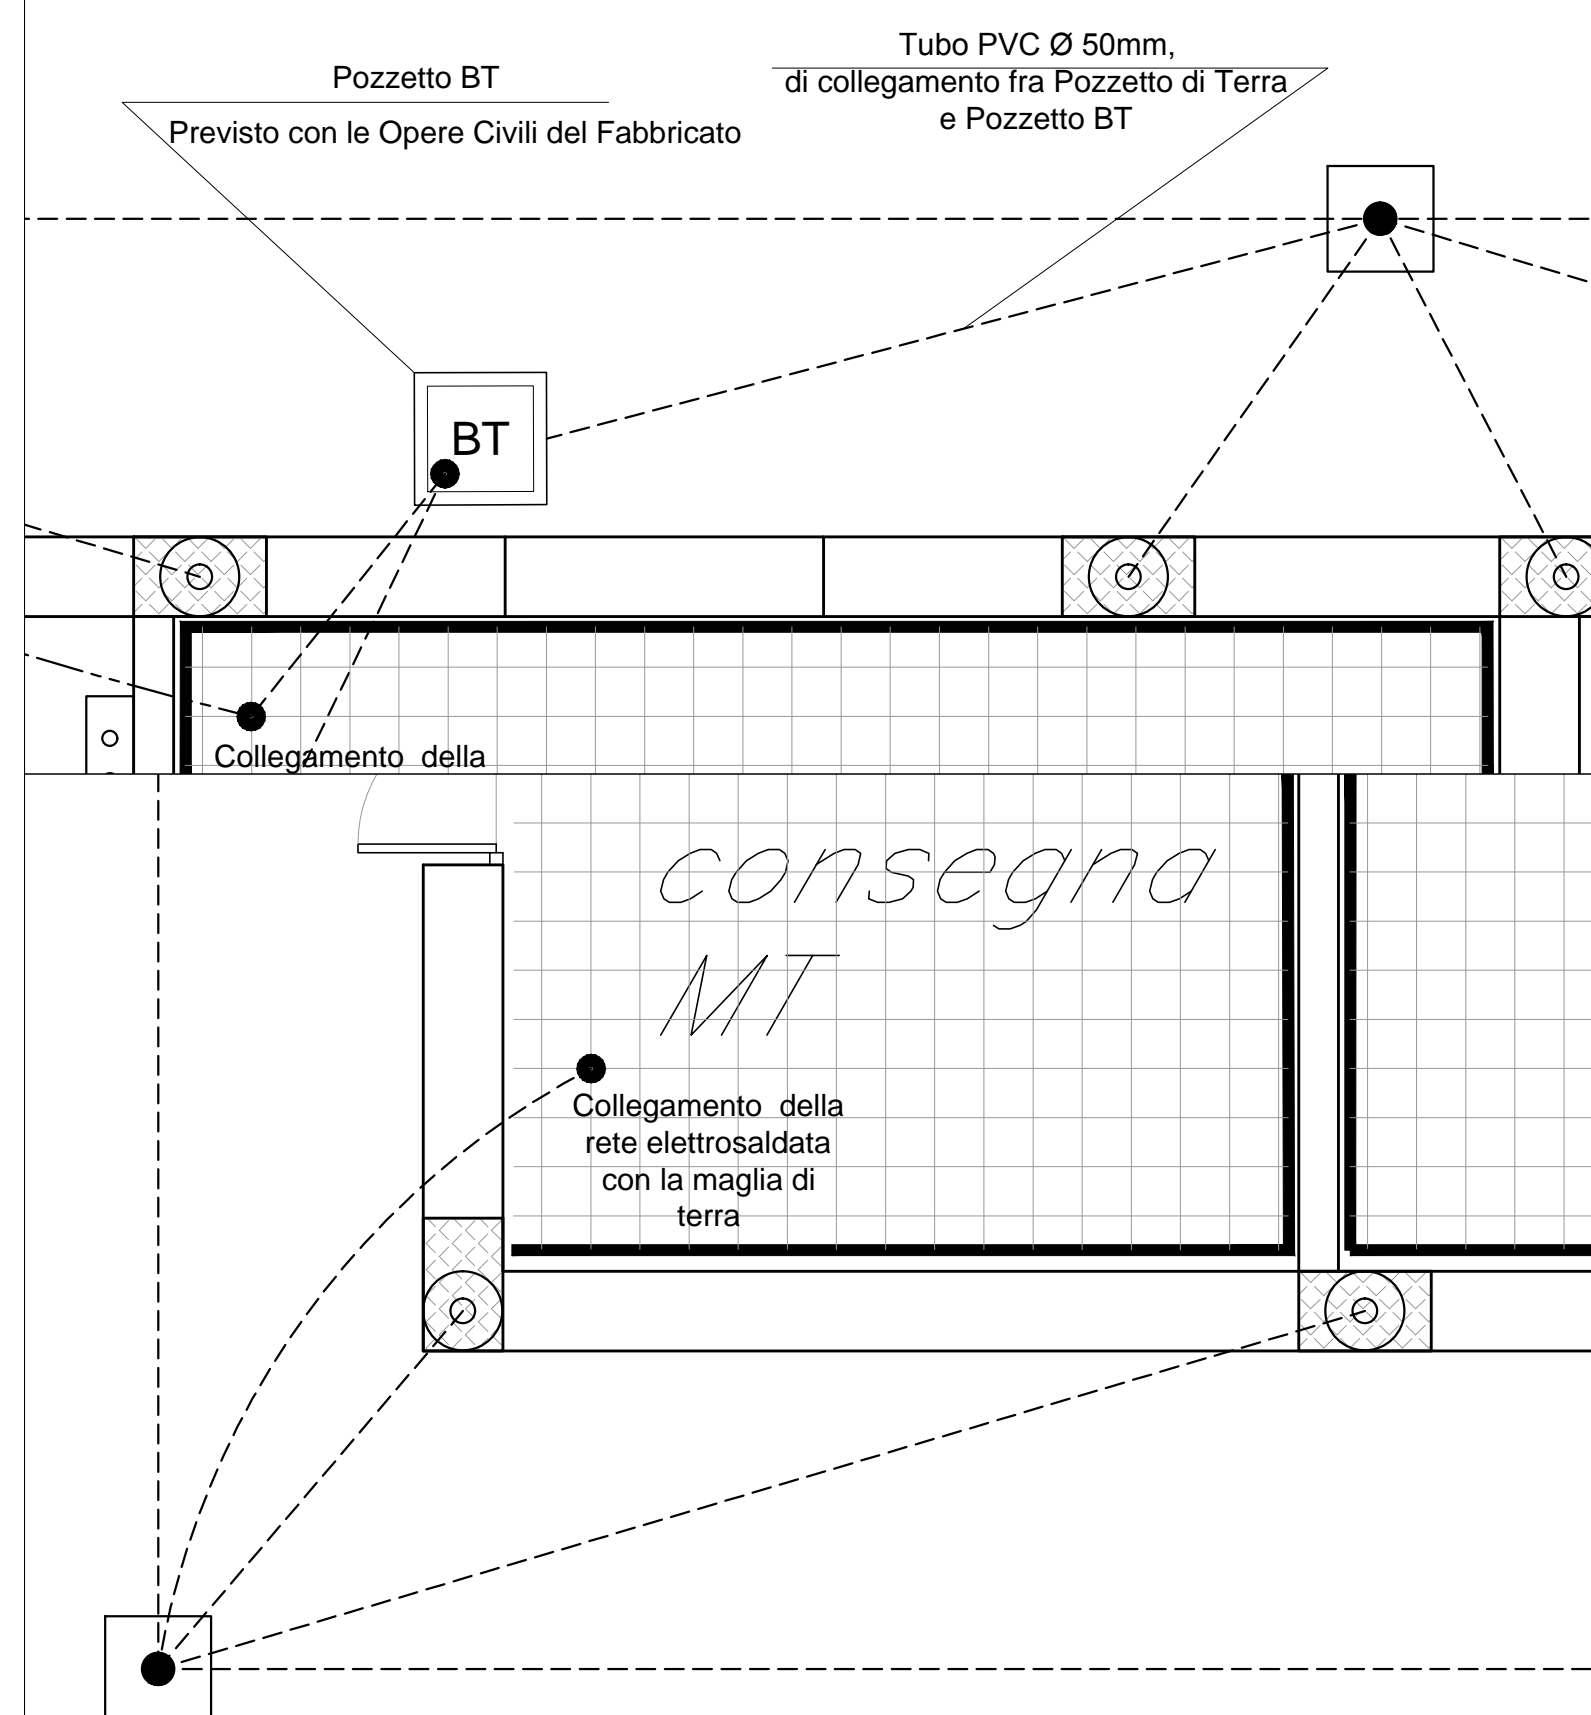 Pozzetto BT
Previsto con le Opere Civili del Fabbricato
Tubo PVC Ø 50mm,
di collegamento fra Pozzetto di Terra
e Pozzetto BT
BT
Collegamento della
consegna
MT
Collegamento della
rete elettrosaldata
con la maglia di
terra